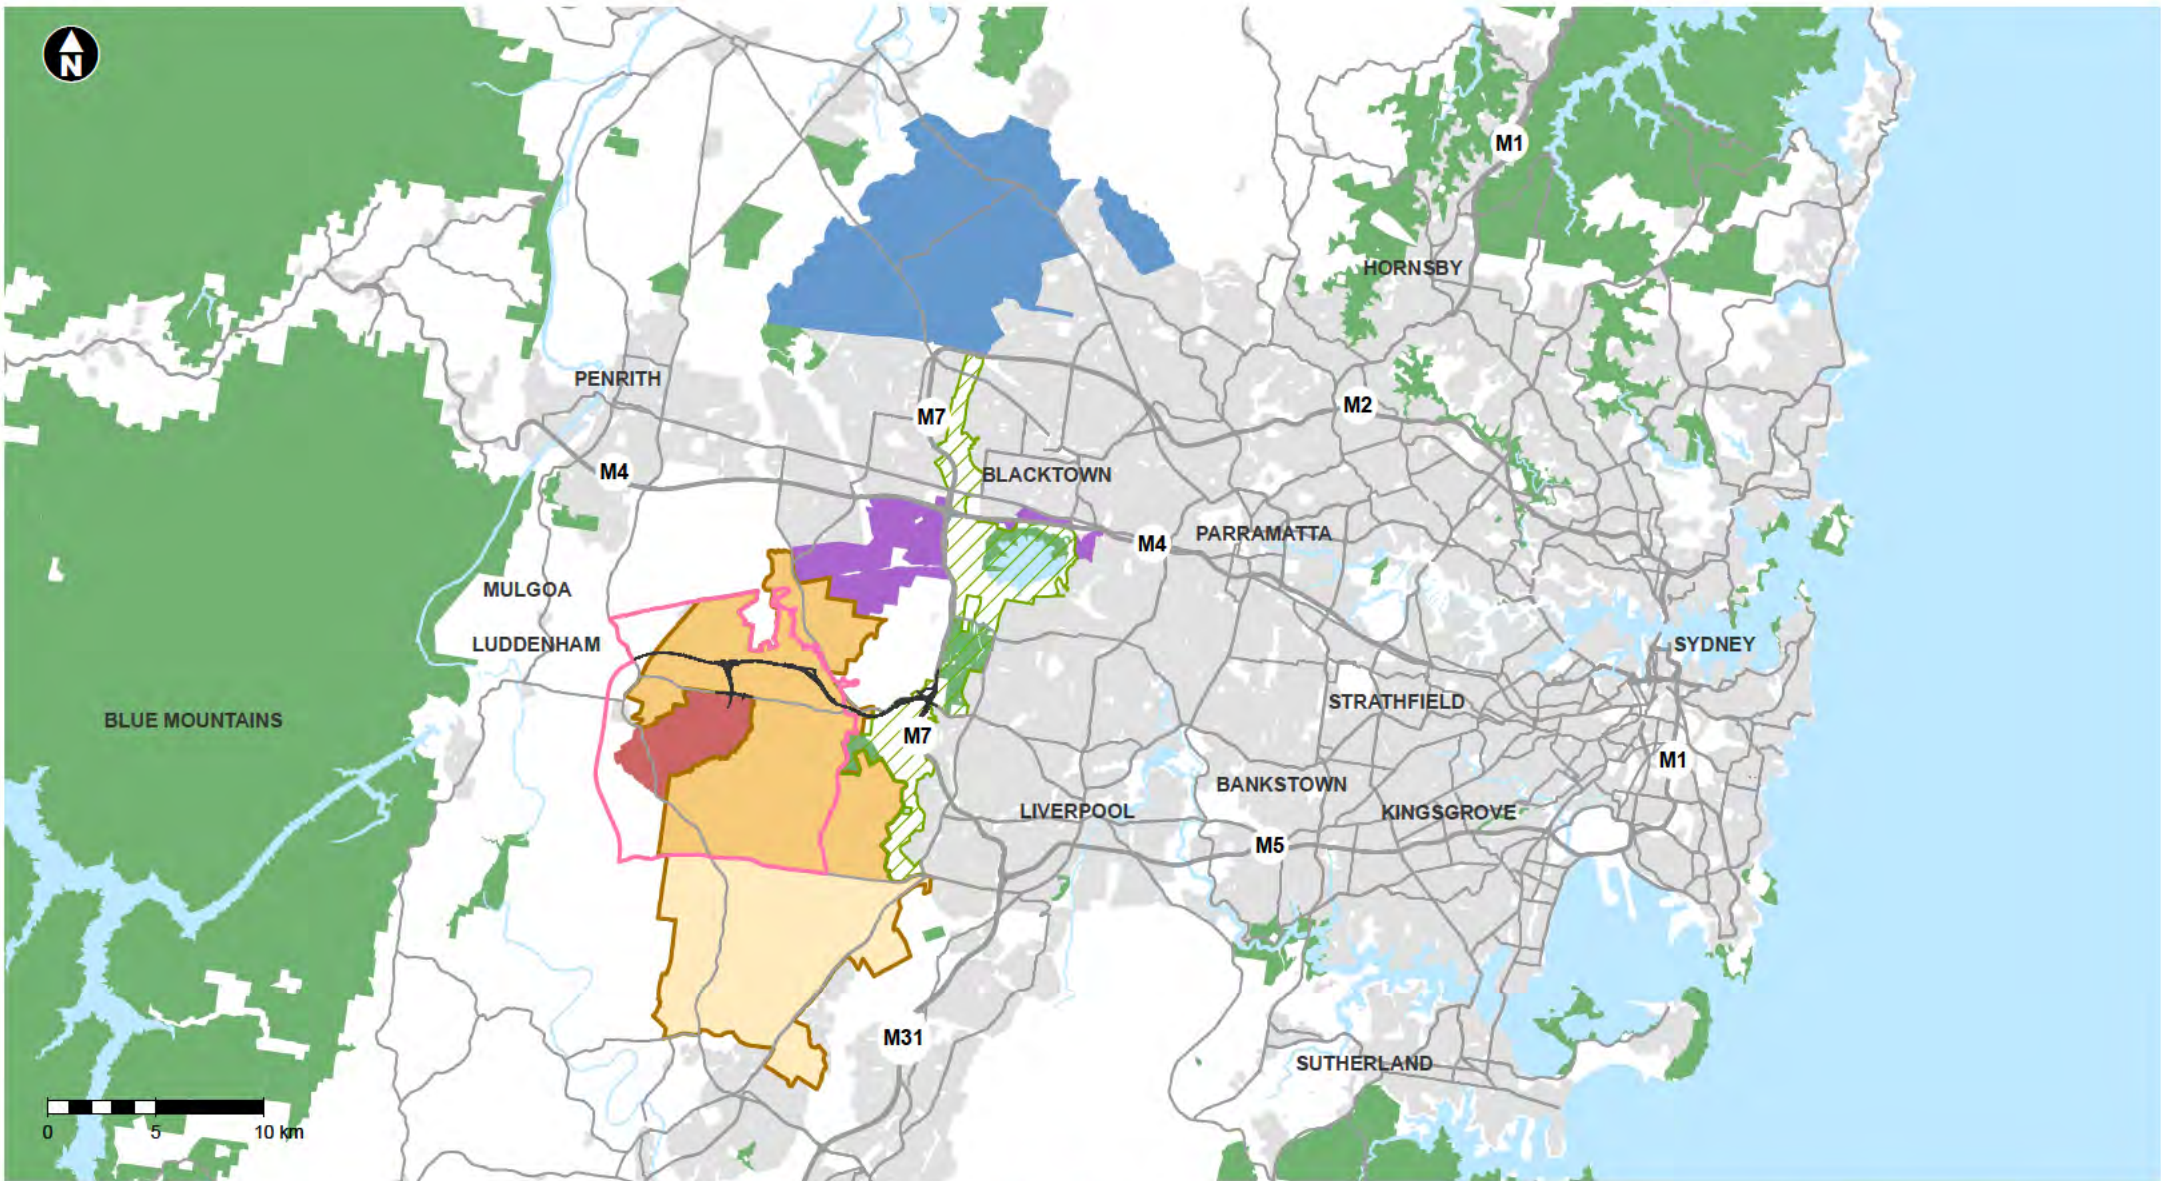 N
M1
HORNSBY
PENRITH
M7
M2
M4
BLACKTOWN
M4
PARRAMATTA
MULGOA
LUDDENHAM
SYDNEY
STRATHFIELD
BLUE MOUNTAINS
M7
M1
BANKSTOWN
LIVERPOOL
KINGSGROVE
M5
M31
SUTHERLAND
0 5 10 km